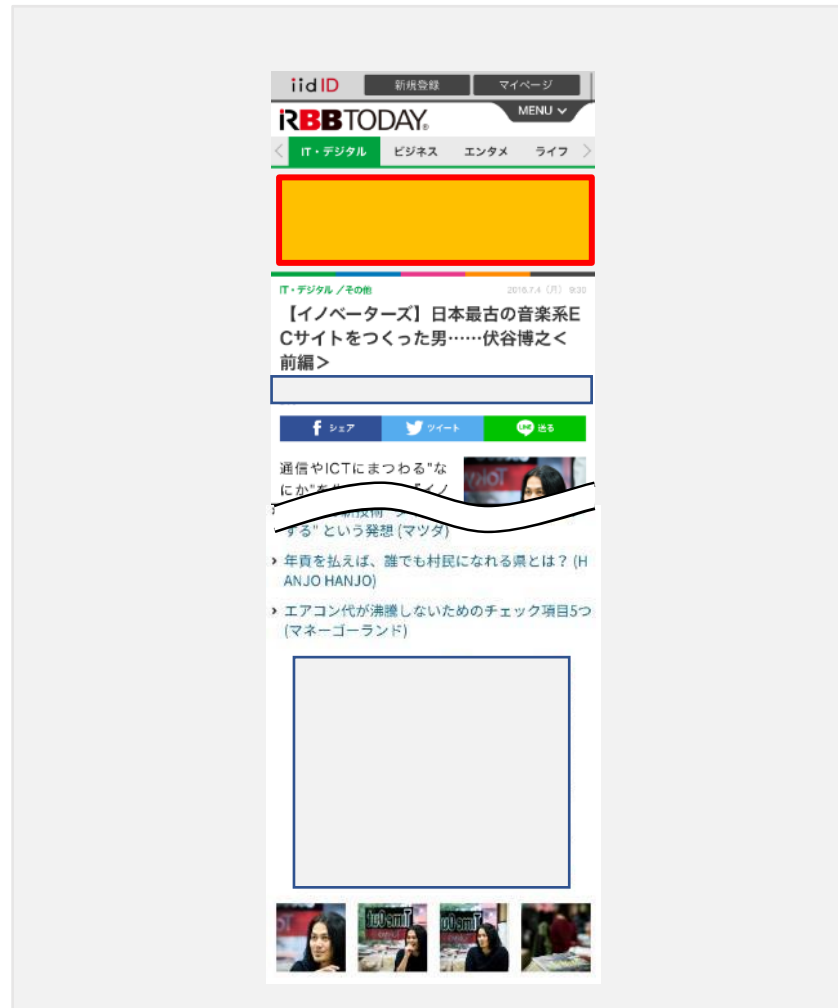 iid ID 新規登録 マイページ
RBB TODAY® MENU
IT・デジタル ビジネス エンタメ ライフ
IT・デジタル／その他 2016.7.4（月） 9:30
【イノベーターズ】日本最古の音楽系E
Cサイトをつくった男……伏谷博之＜
前編＞
シェア ツイート LINE 送る
通信やICTにまつわる"な
にか"を
する" という発想 (マツダ)
年貢を払えば、誰でも村民になれる県とは？ (H
ANJO HANJO)
エアコン代が沸騰しないためのチェック項目5つ
(マネーゴーランド)